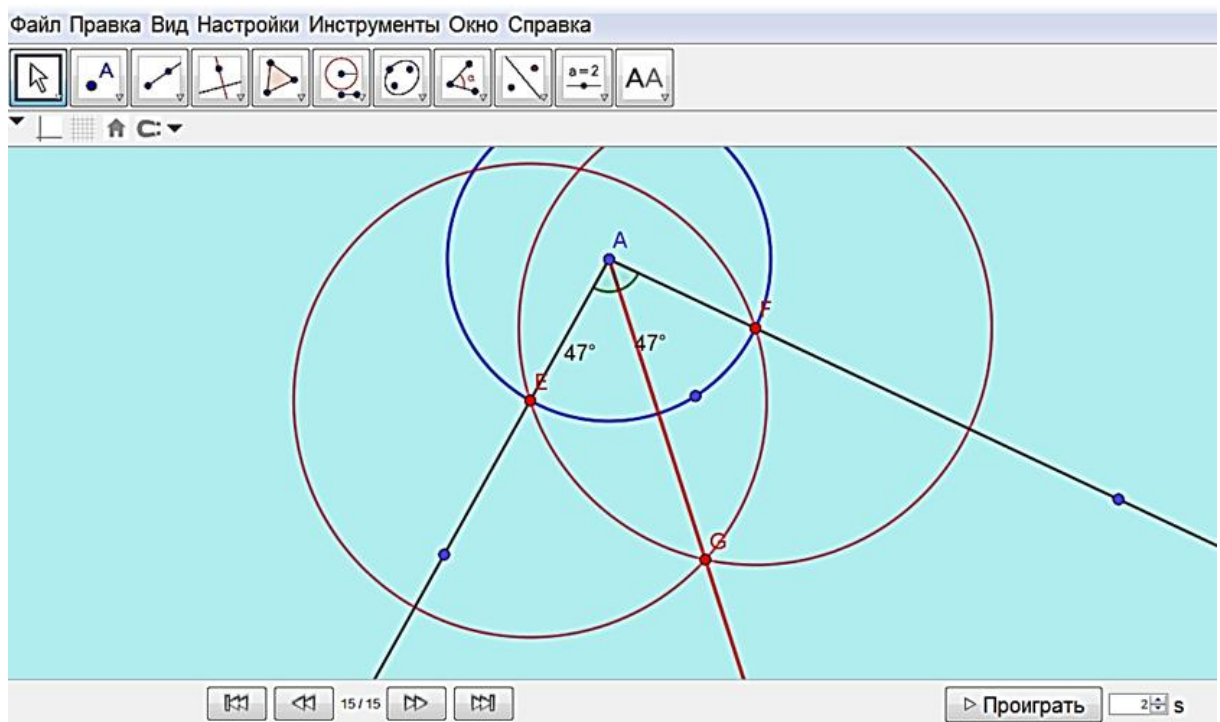 Файл Правка Вид Настройки Инструменты Окно Справка
A a=2 AA
A
F
47° 47°
E
G
15 / 15 Проиграть 2 s